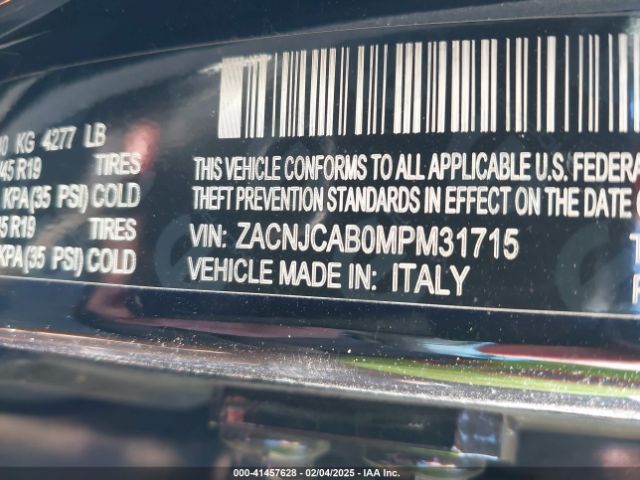 KG 4277 LB
45 R19 TIRES
KPA(35 PSI) COLD
5 R19 TIRES
KPA(35 PSI) COLD
THIS VEHICLE CONFORMS TO ALL APPLICABLE U.S. FEDERA
THEFT PREVENTION STANDARDS IN EFFECT ON THE DATE
VIN: ZACNJCAB0MPM31715
VEHICLE MADE IN: ITALY
000-41457628 - 02/04/2025 - IAA Inc.